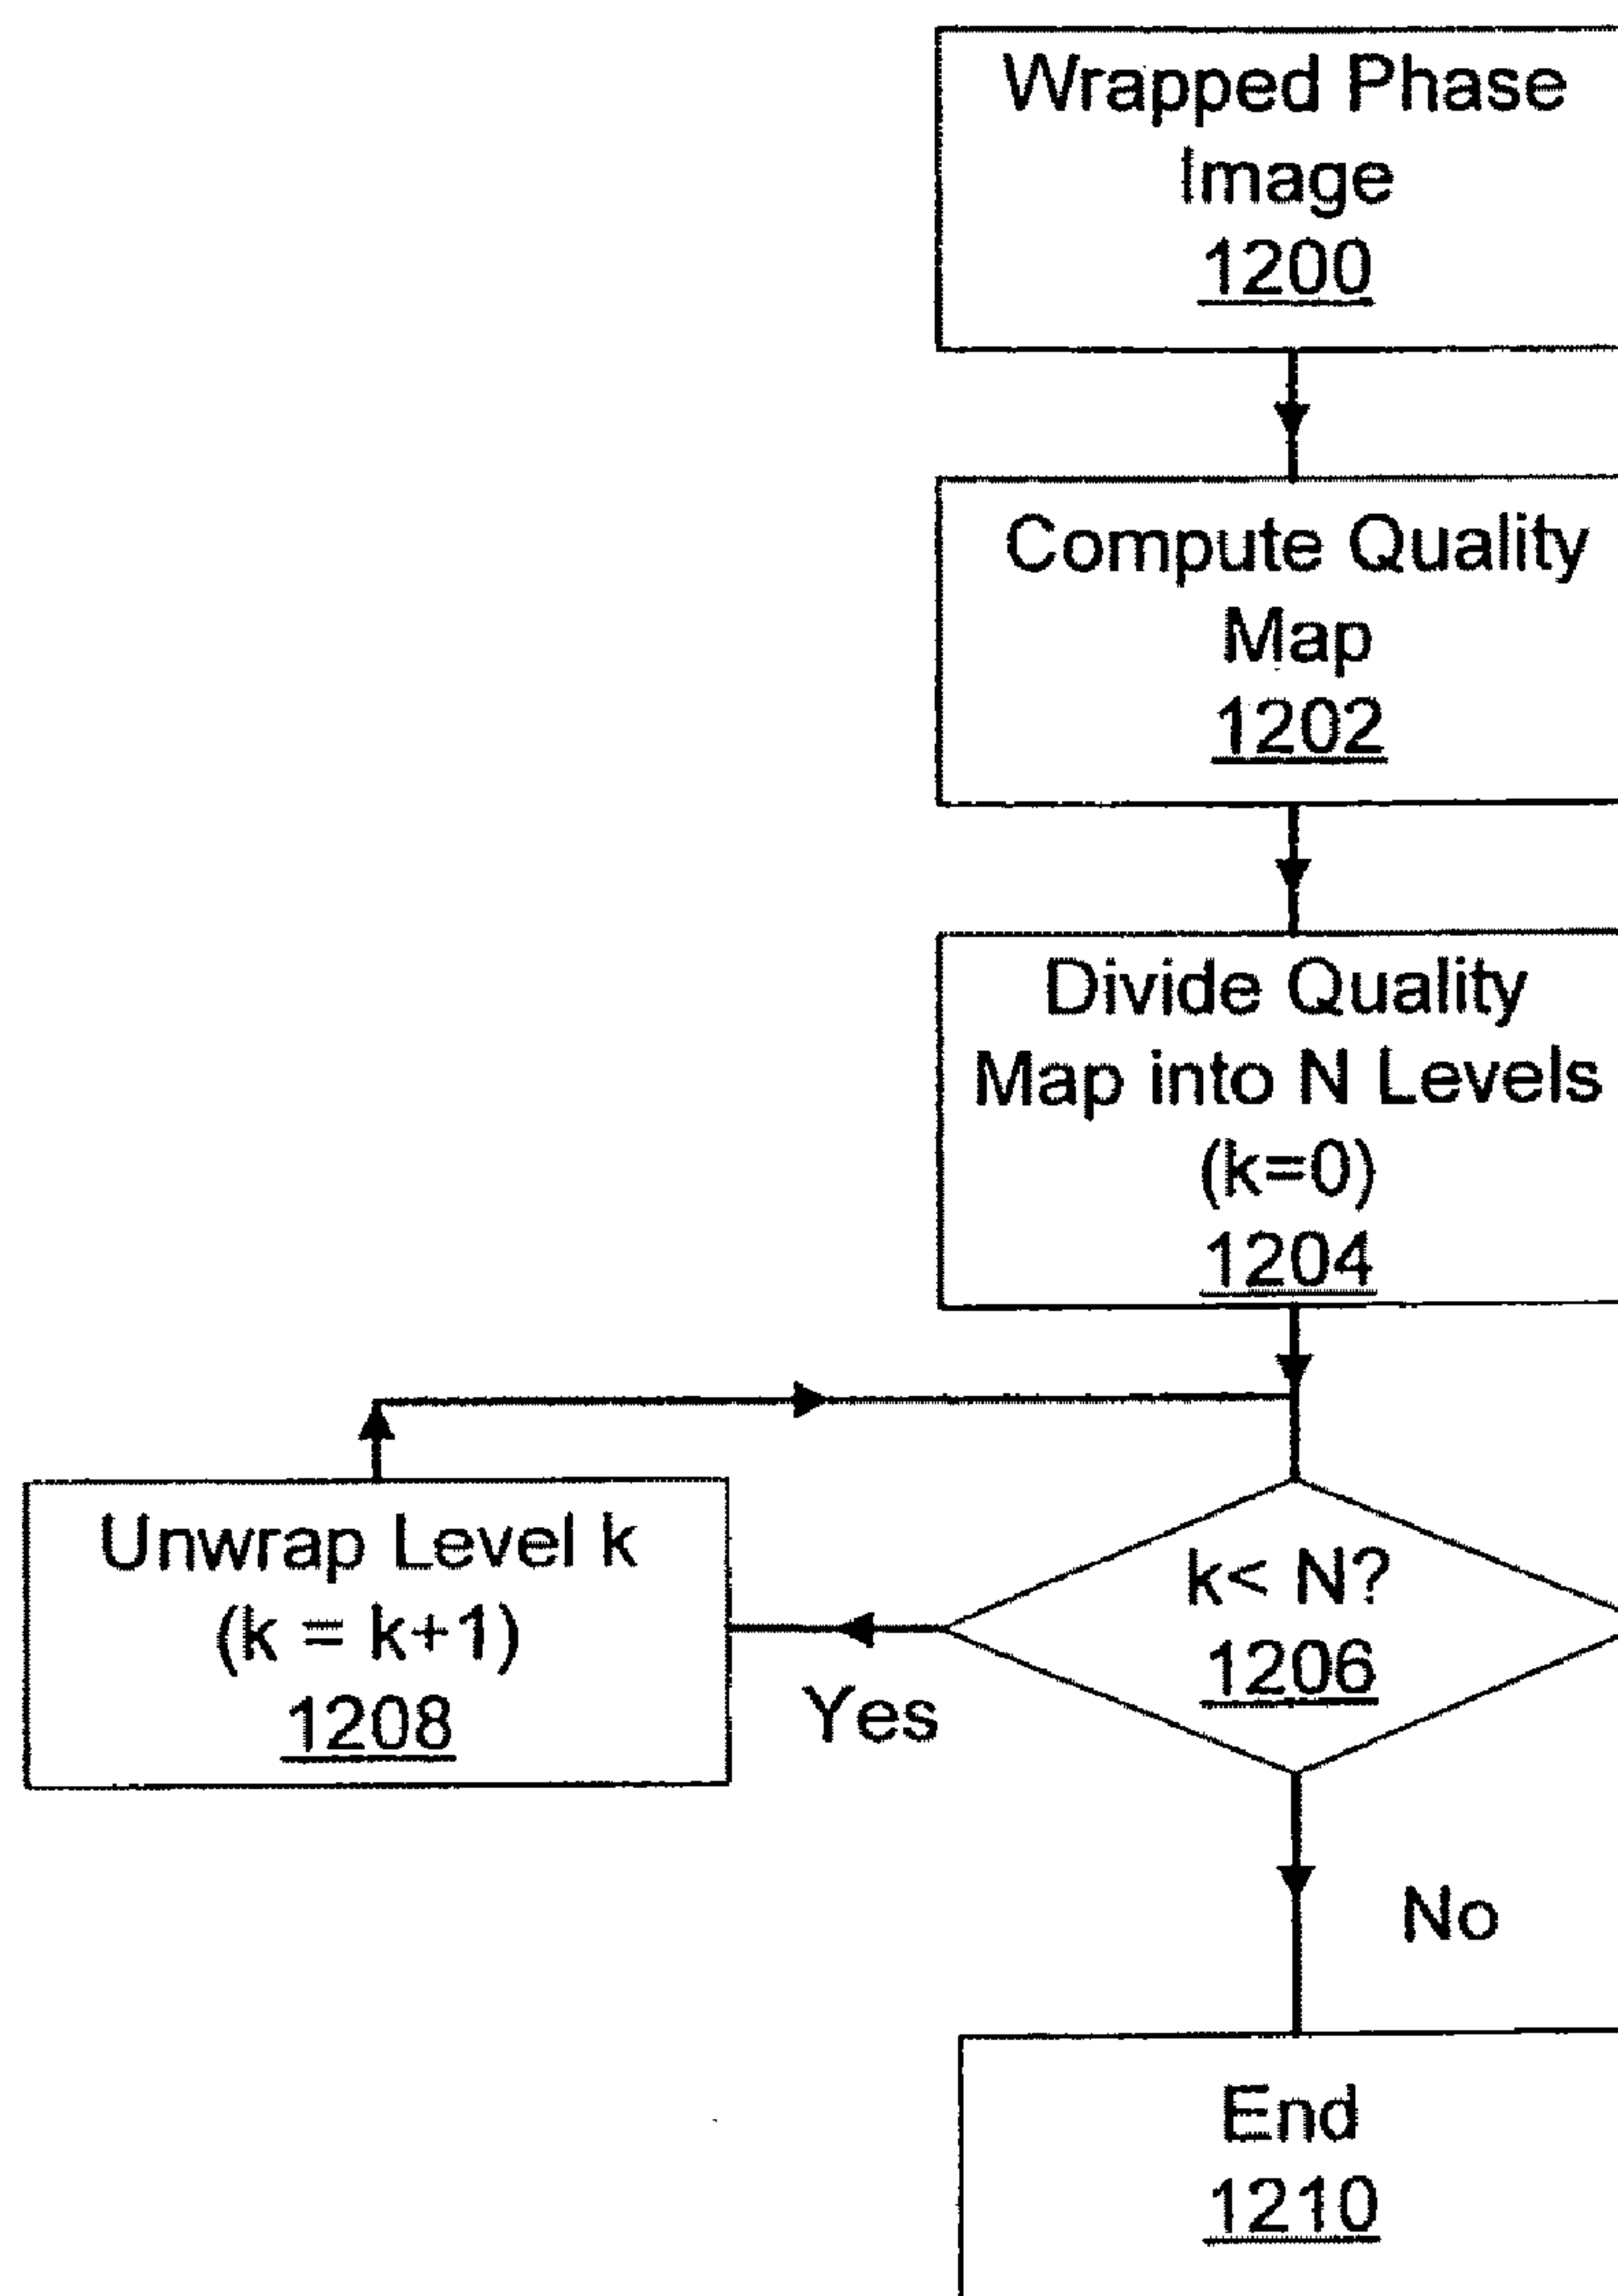 Wrapped Phase
Image
1200
Compute Quality
Map
1202
Divide Quality
Map into N Levels
(k=0)
1204
Unwrap Level k
(k = k+1)
1208
k< N?
1206
Yes
No
End
1210